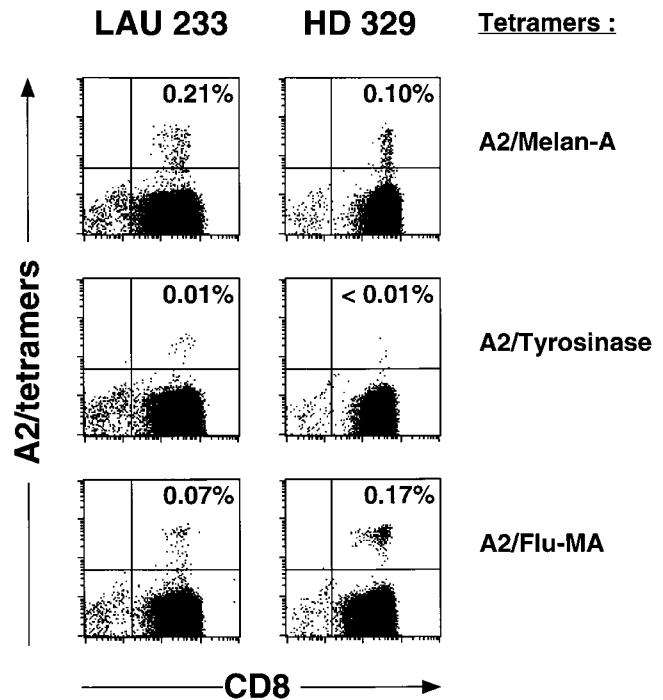 LAU 233 HD 329 Tetramers :
0.21% 0.10%
A2/Melan-A
0.01% < 0.01%
A2/Tyrosinase
0.07% 0.17%
A2/Flu-MA
A2/tetramers
CD8